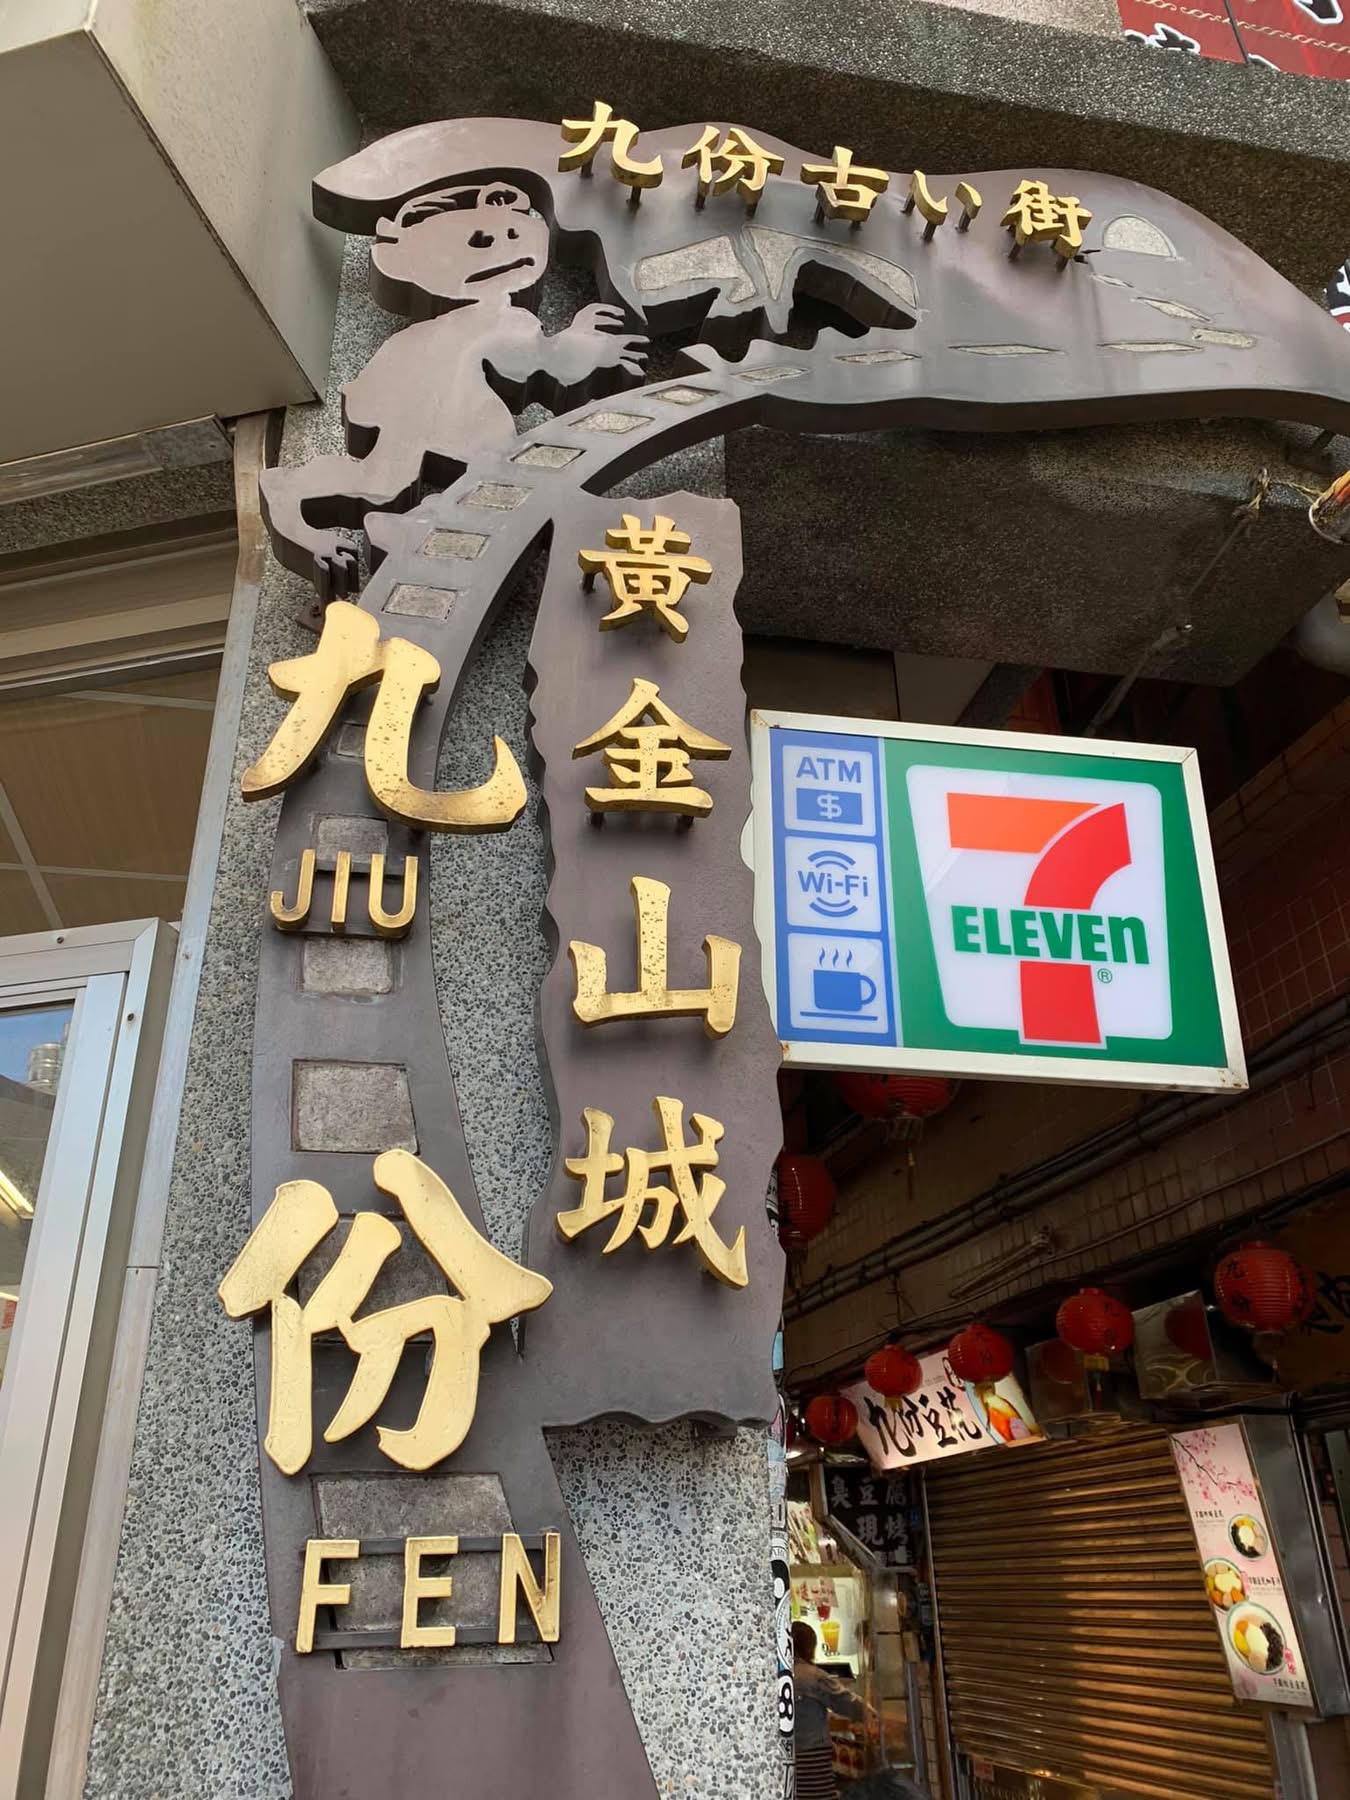 九份古い街
黃金山城
九
JIU
份
FEN
ATM
$
Wi-Fi
7
ELEVEn
®
九份豆花
臭豆腐
現烤